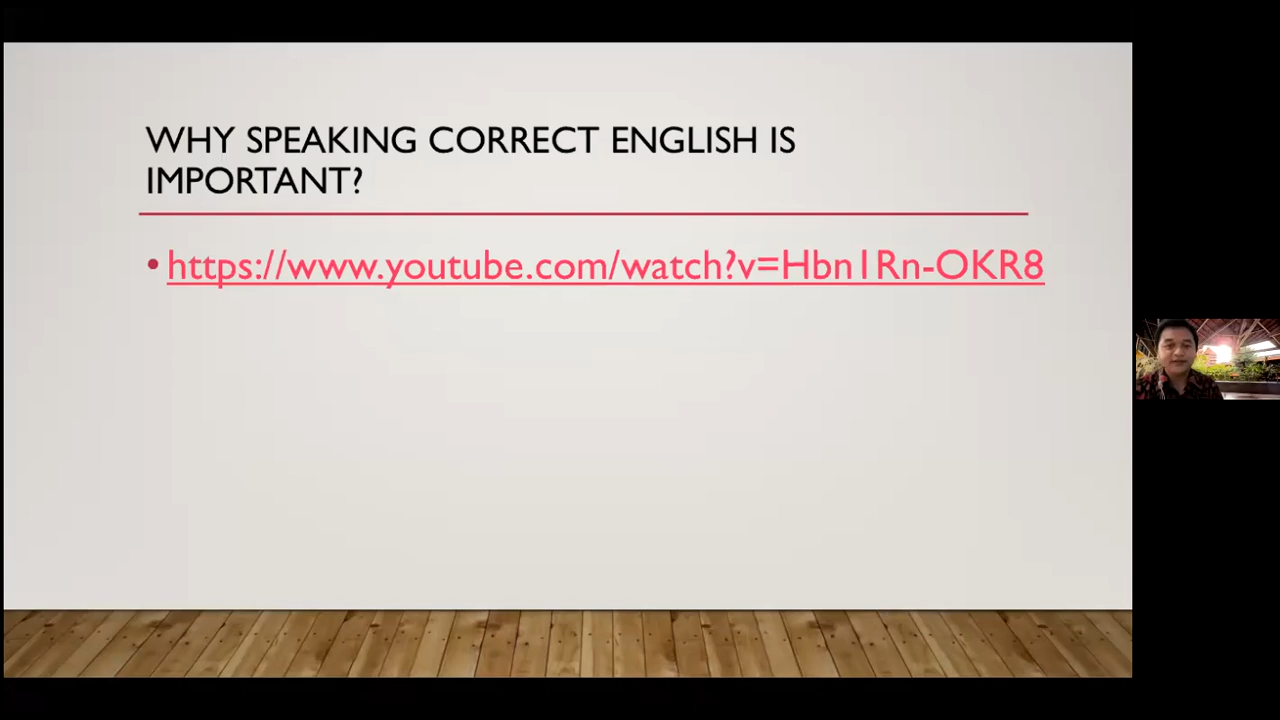 WHY SPEAKING CORRECT ENGLISH IS
IMPORTANT?
• https://www.youtube.com/watch?v=Hbn1Rn-OKR8